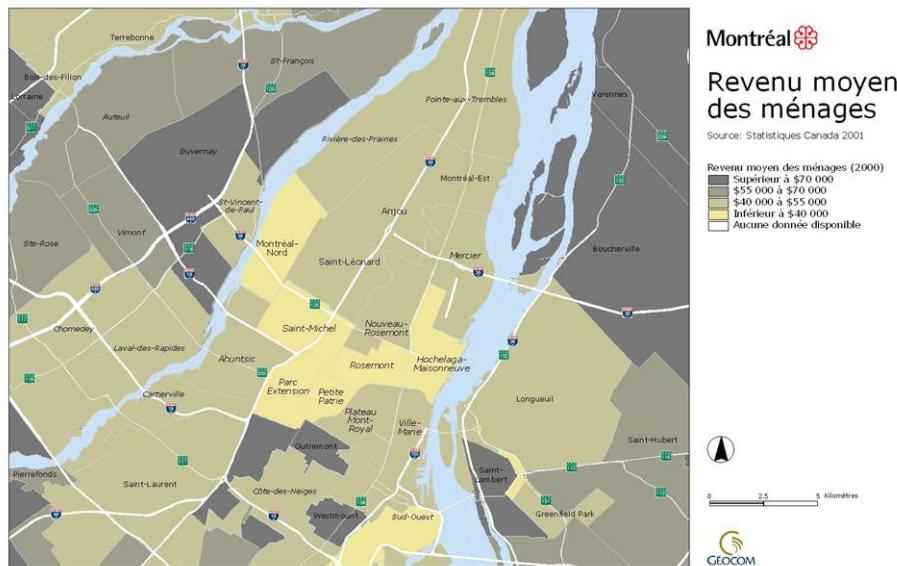 Terrebonne
St-François
Bois-des-Filion
Lorraine
Auteuil
Pointe-aux-Trembles
Varennes
Rivière-des-Prairies
Duvernay
Montréal-Est
St-Vincent-
de-Paul
Anjou
Ste-Rose
Vimont
Montréal-
Nord
Mercier
Boucherville
Saint-Léonard
Chomedey
Saint-Michel
Nouveau-
Rosemont
Laval-des-Rapides
Ahuntsic
Rosemont
Hochelaga-
Maisonneuve
Parc
Extension
Petite
Patrie
Cartierville
Longueuil
Plateau
Mont-
Royal
Ville-
Marie
Outremont
Saint-Hubert
Pierrefonds
Saint-Laurent
Saint-
Lambert
Côte-des-Neiges
Westmount
Sud-Ouest
Greenfield Park
Montréal
Revenu moyen
des ménages
Source: Statistiques Canada 2001
Revenu moyen des ménages (2000)
Supérieur à $70 000
$55 000 à $70 000
$40 000 à $55 000
Inférieur à $40 000
Aucune donnée disponible
0 2.5 5 Kilomètres
GÉOCOM